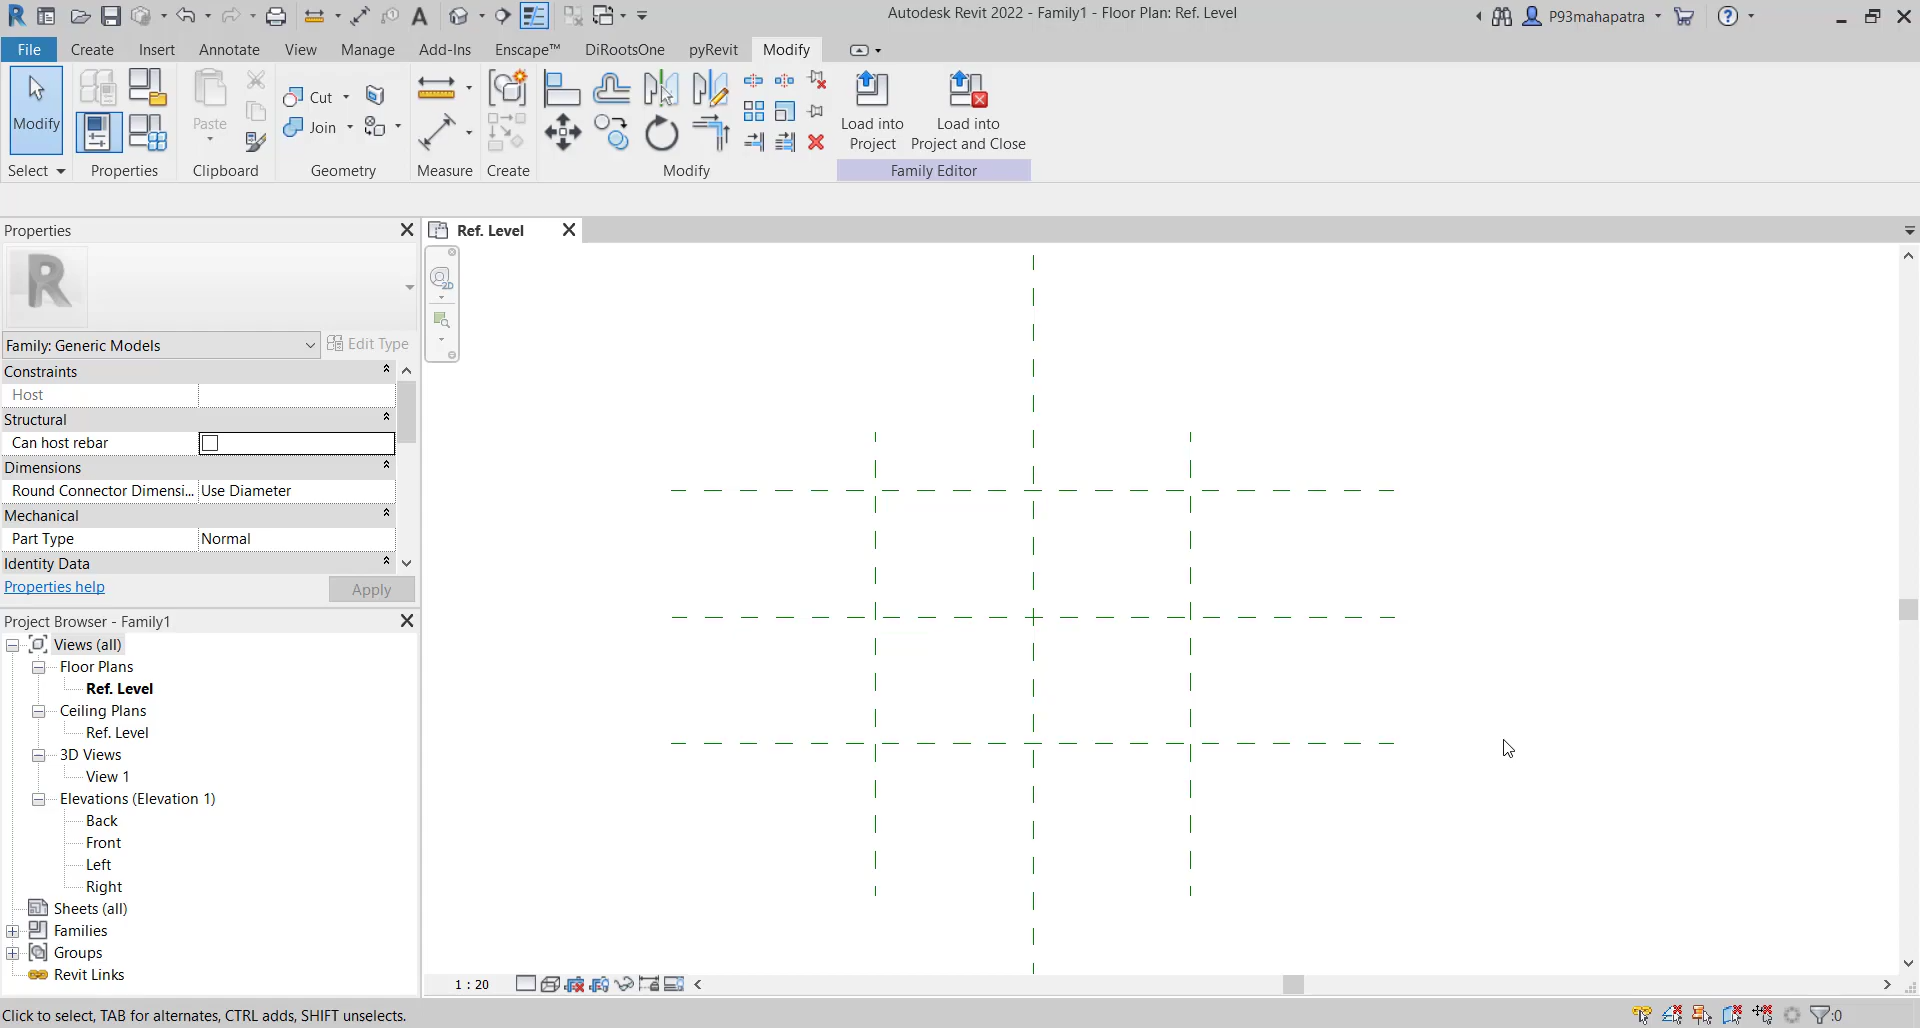 Autodesk Revit 2022 - Family1 - Floor Plan: Ref. Level
P93mahapatra
File Create Insert Annotate View Manage Add-Ins Enscape™ DiRootsOne pyRevit Modify
Modify
Paste
Cut
Join
Load into
Project
Load into
Project and Close
Select Properties Clipboard Geometry Measure Create Modify Family Editor
Properties
Ref. Level
R
2D
Family: Generic Models
Edit Type
Constraints
Host
Structural
Can host rebar
Dimensions
Round Connector Dimensi... Use Diameter
Mechanical
Part Type Normal
Identity Data
Properties help
Apply
Project Browser - Family1
Views (all)
Floor Plans
Ref. Level
Ceiling Plans
Ref. Level
3D Views
View 1
Elevations (Elevation 1)
Back
Front
Left
Right
Sheets (all)
Families
Groups
Revit Links
1 : 20
Click to select, TAB for alternates, CTRL adds, SHIFT unselects.
:0